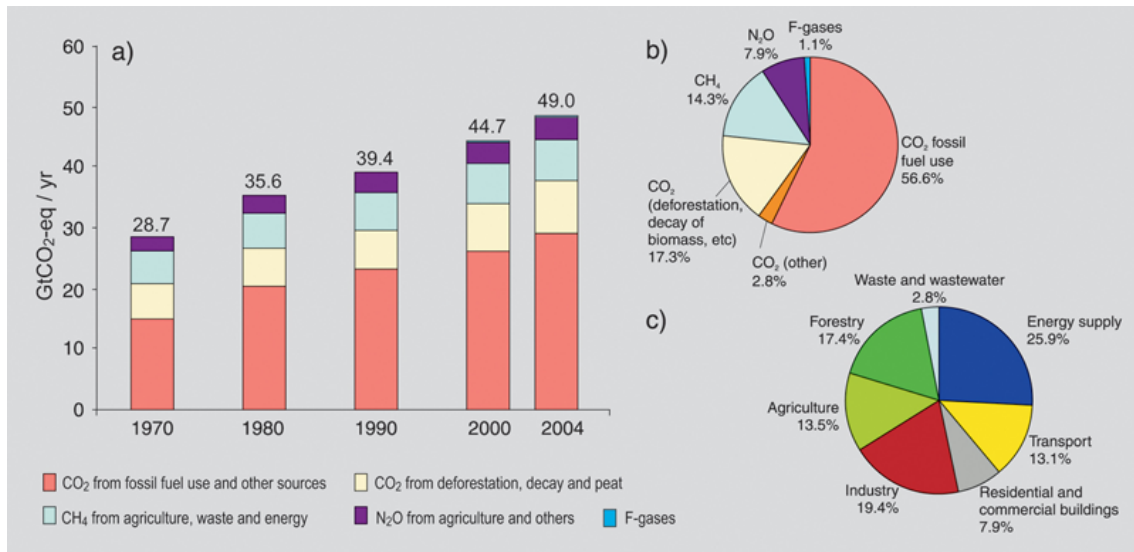 a)
GtCO₂-eq / yr
60
50
40
30
20
10
0
28.7
35.6
39.4
44.7
49.0
1970
1980
1990
2000
2004
CO₂ from fossil fuel use and other sources
CO₂ from deforestation, decay and peat
CH₄ from agriculture, waste and energy
N₂O from agriculture and others
F-gases
b)
F-gases
1.1%
N₂O
7.9%
CH₄
14.3%
CO₂ fossil
fuel use
56.6%
CO₂
(deforestation,
decay of
biomass, etc)
17.3%
CO₂ (other)
2.8%
c)
Waste and wastewater
2.8%
Forestry
17.4%
Energy supply
25.9%
Agriculture
13.5%
Transport
13.1%
Industry
19.4%
Residential and
commercial buildings
7.9%